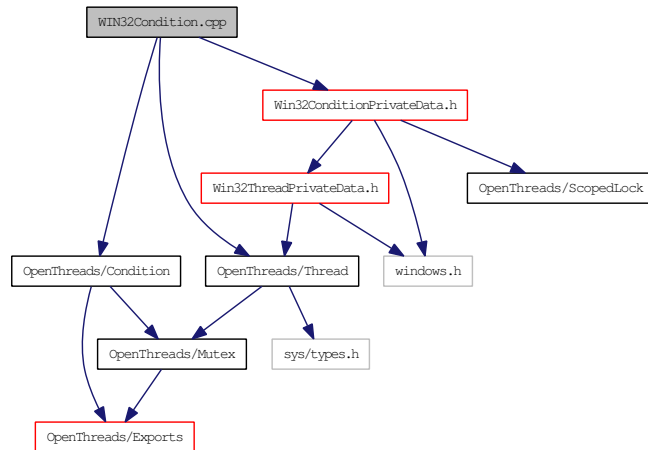 WIN32Condition.cpp
Win32ConditionPrivateData.h
Win32ThreadPrivateData.h
OpenThreads/ScopedLock
OpenThreads/Condition
OpenThreads/Thread
windows.h
OpenThreads/Mutex
sys/types.h
OpenThreads/Exports